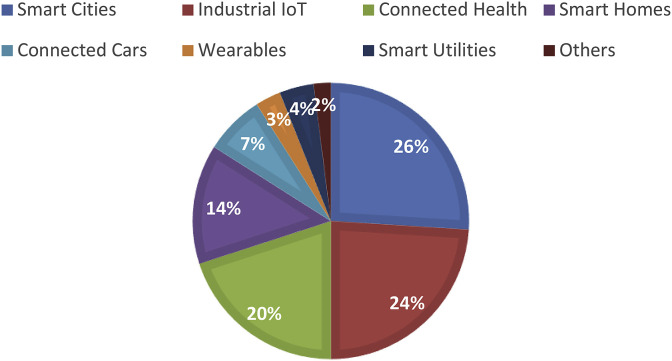 Smart Cities Industrial IoT Connected Health Smart Homes
Connected Cars Wearables Smart Utilities Others
3% 4% 2%
26%
7%
14%
24%
20%